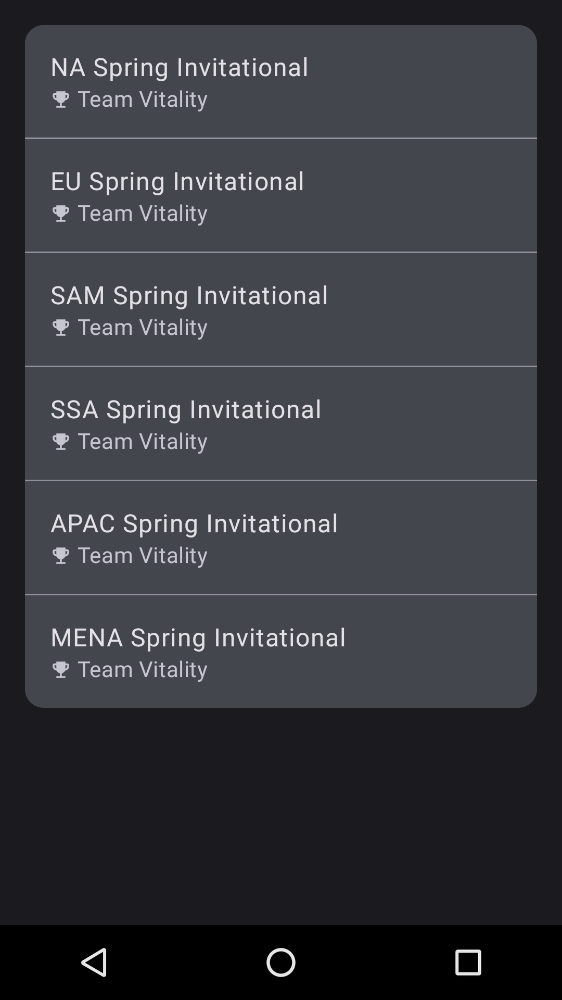 NA Spring Invitational
Team Vitality
EU Spring Invitational
Team Vitality
SAM Spring Invitational
Team Vitality
SSA Spring Invitational
Team Vitality
APAC Spring Invitational
Team Vitality
MENA Spring Invitational
Team Vitality